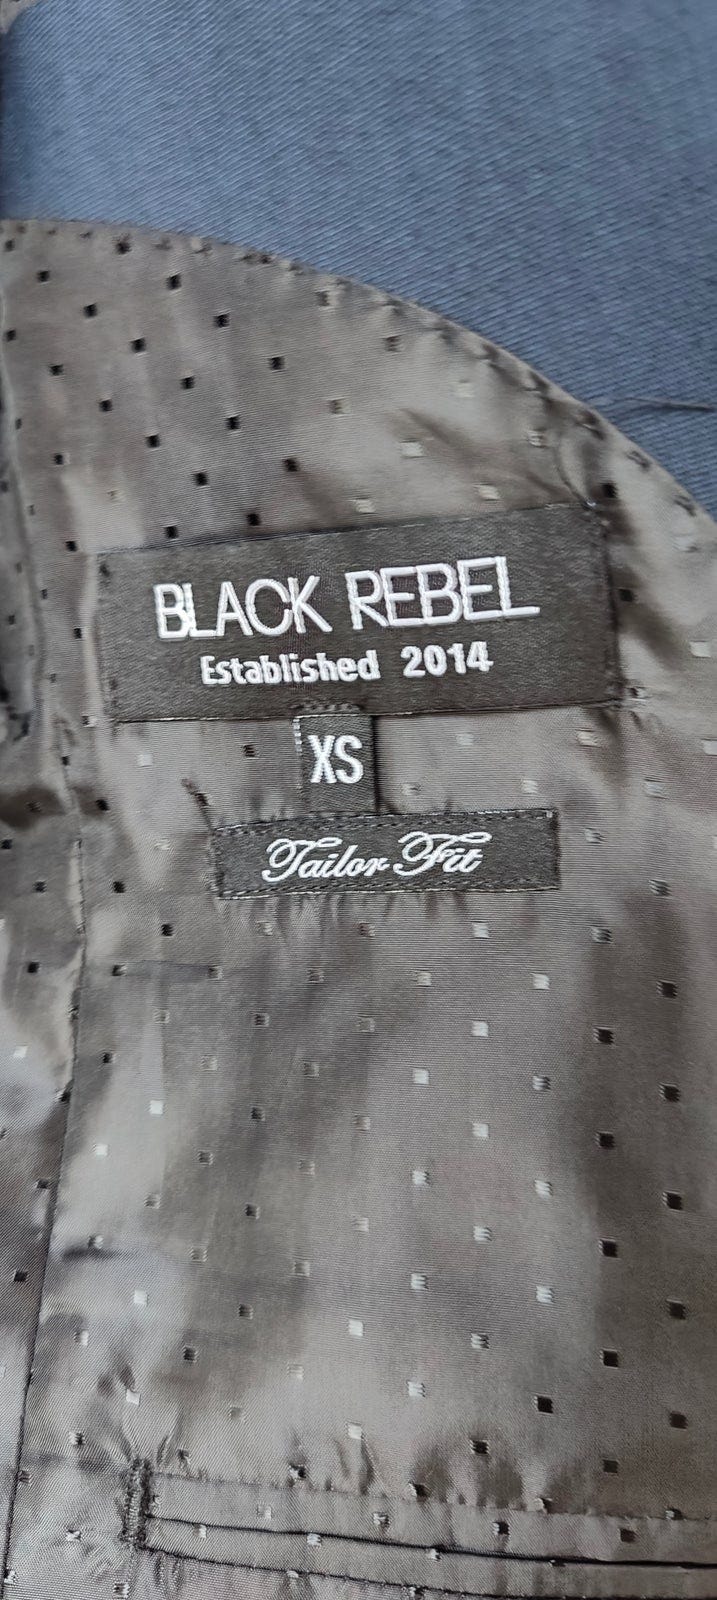 BLACK REBEL
Established 2014
XS
Tailor Fit